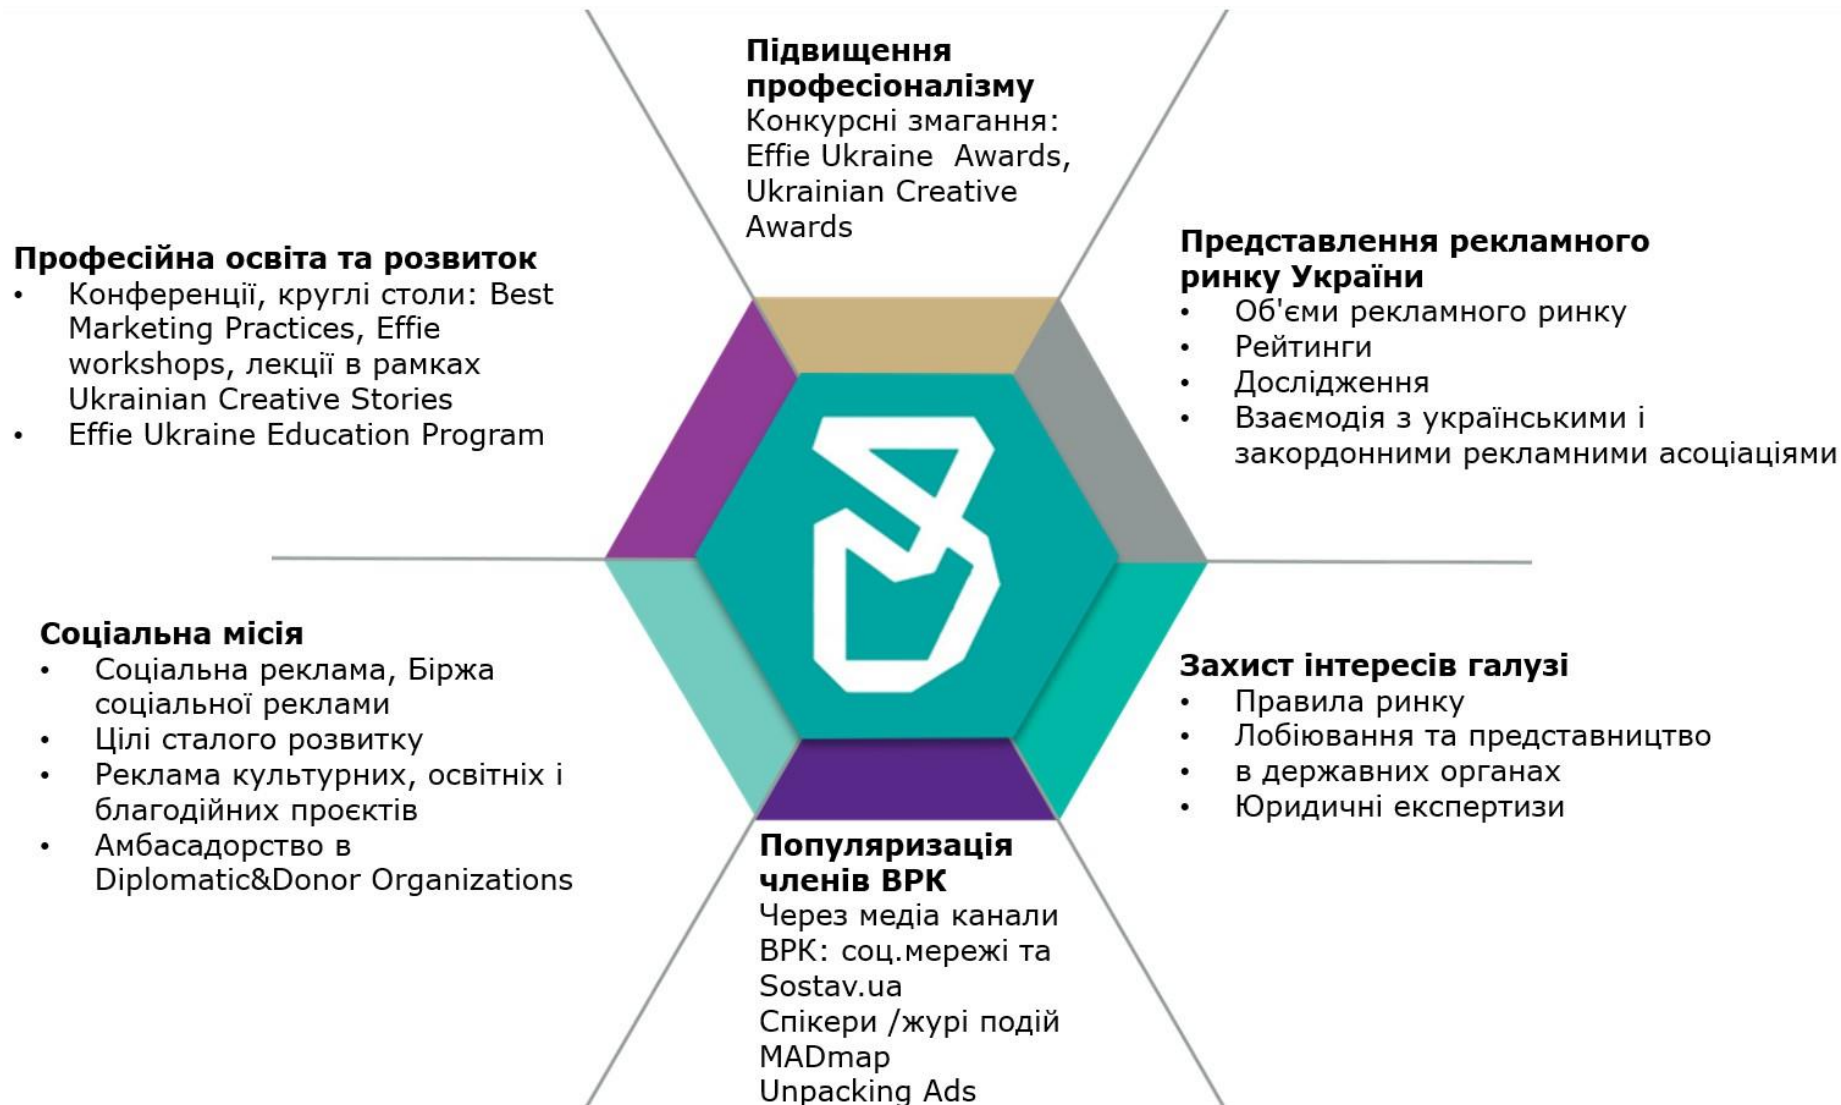 Підвищення
професіоналізму
Конкурсні змагання:
Effie Ukraine  Awards,
Ukrainian Creative
Awards
Професійна освіта та розвиток
• Конференції, круглі столи: Best
Marketing Practices, Effie
workshops, лекції в рамках
Ukrainian Creative Stories
• Effie Ukraine Education Program
Представлення рекламного
ринку України
• Об'єми рекламного ринку
• Рейтинги
• Дослідження
• Взаємодія з українськими і
закордонними рекламними асоціаціями
Соціальна місія
• Соціальна реклама, Біржа
соціальної реклами
• Цілі сталого розвитку
• Реклама культурних, освітніх і
благодійних проєктів
• Амбасадорство в
Diplomatic&Donor Organizations
Захист інтересів галузі
• Правила ринку
• Лобіювання та представництво
• в державних органах
• Юридичні експертизи
Популяризація
членів ВРК
Через медіа канали
ВРК: соц.мережі та
Sostav.ua
Спікери /журі подій
MADmap
Unpacking Ads